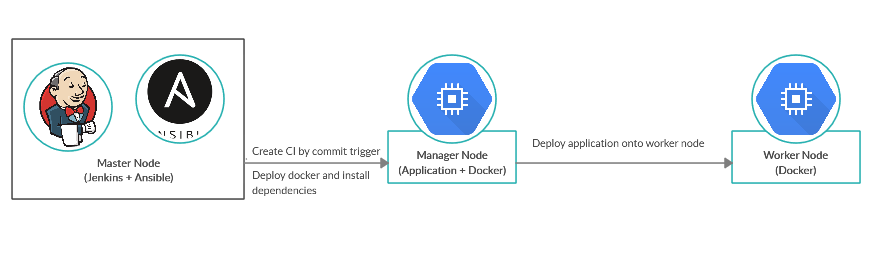 NSIBL
Master Node
(Jenkins + Ansible)
Create CI by commit trigger
Deploy docker and install
dependencies
Manager Node
(Application + Docker)
Deploy application onto worker node
Worker Node
(Docker)